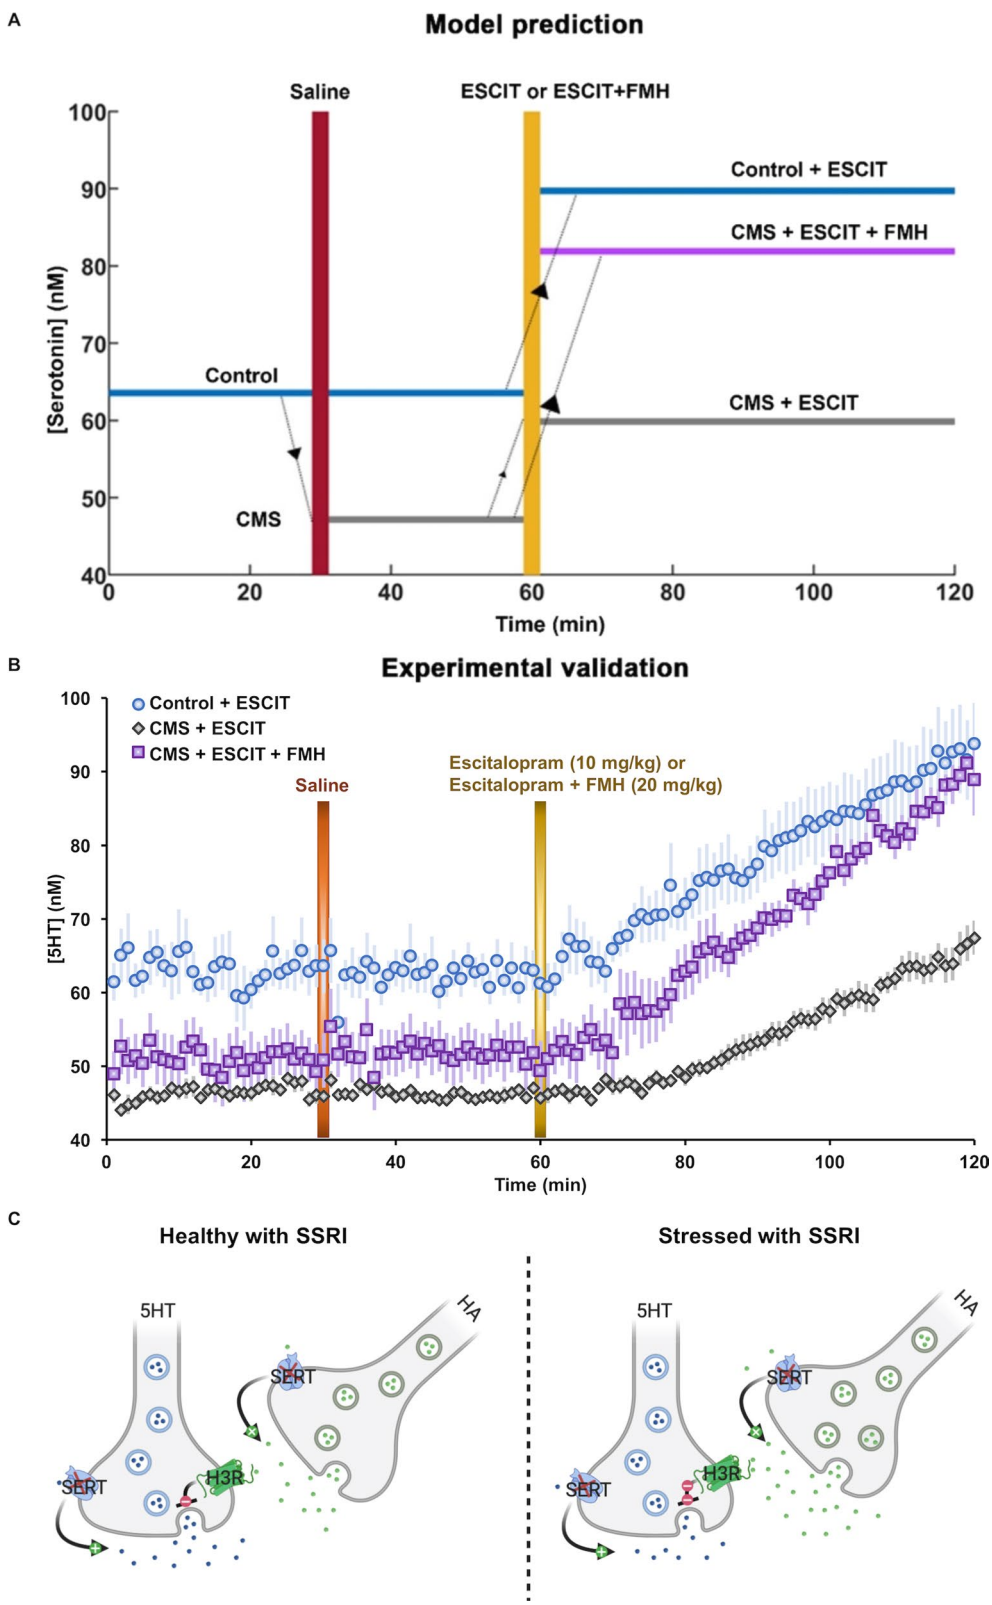 A
Model prediction
Saline
ESCIT or ESCIT+FMH
100
90
80
70
60
50
40
[Serotonin] (nM)
Control + ESCIT
CMS + ESCIT + FMH
Control
CMS + ESCIT
CMS
0
20
40
60
80
100
120
Time (min)
B
Experimental validation
Control + ESCIT
CMS + ESCIT
CMS + ESCIT + FMH
Saline
Escitalopram (10 mg/kg) or
Escitalopram + FMH (20 mg/kg)
100
90
80
70
60
50
40
[5HT] (nM)
0
20
40
60
80
100
120
Time (min)
C
Healthy with SSRI
5HT
HA
SERT
H3R
SERT
Stressed with SSRI
5HT
HA
SERT
H3R
SERT